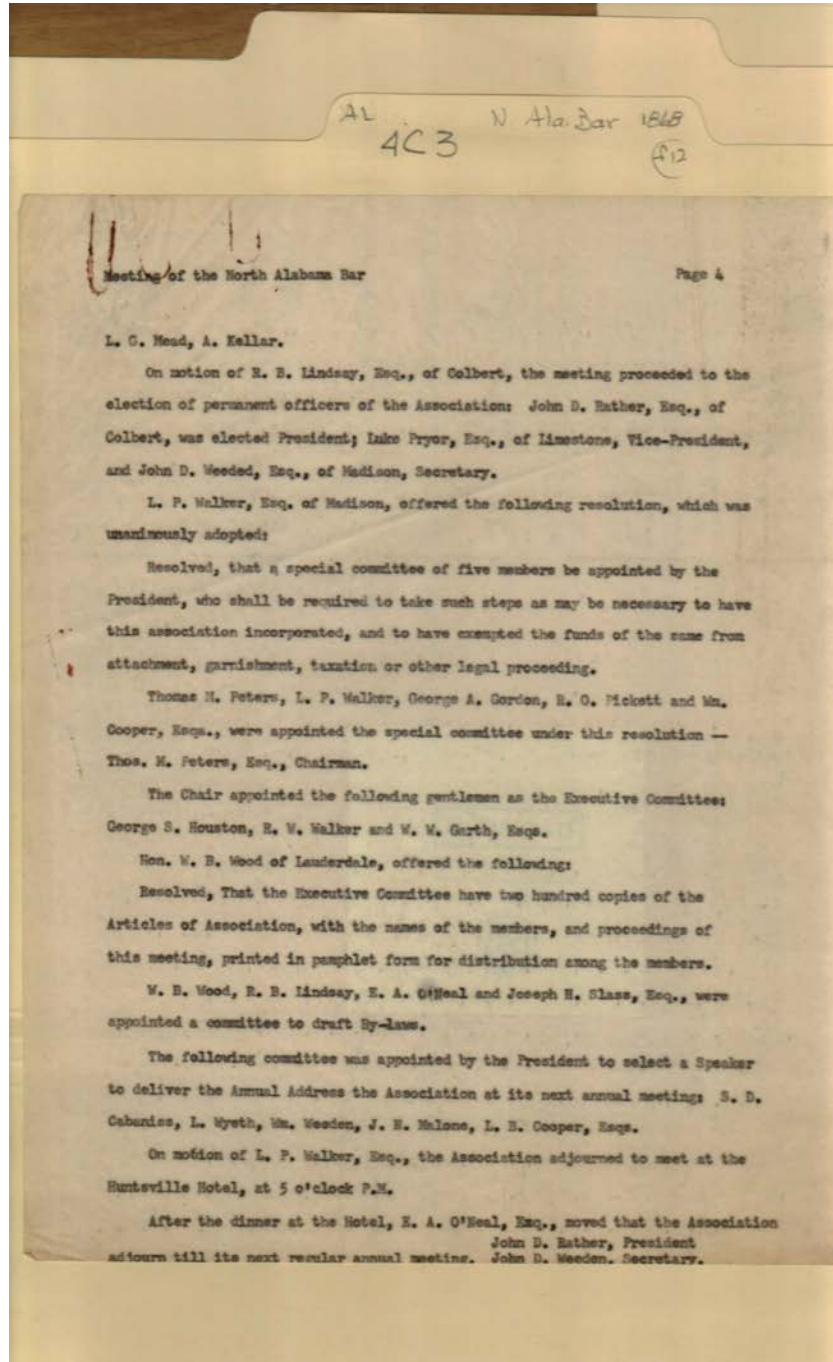 AL N Ala. Bar 1868
4C3 f12
Meeting of the North Alabama Bar Page 4
L. G. Mead, A. Kellar.
On motion of R. B. Lindsay, Esq., of Colbert, the meeting proceeded to the
election of permanent officers of the Association: John D. Rather, Esq., of
Colbert, was elected President; Luke Pryor, Esq., of Limestone, Vice-President,
and John D. Weeded, Esq., of Madison, Secretary.
L. P. Walker, Esq. of Madison, offered the following resolution, which was
unanimously adopted:
Resolved, that a special committee of five members be appointed by the
President, who shall be required to take such steps as may be necessary to have
this association incorporated, and to have exempted the funds of the same from
attachment, garnishment, taxation or other legal proceeding.
Thomas M. Peters, L. P. Walker, George A. Gordon, R. O. Pickett and Wm.
Cooper, Esqs., were appointed the special committee under this resolution —
Thos. M. Peters, Esq., Chairman.
The Chair appointed the following gentlemen as the Executive Committee:
George S. Houston, R. W. Walker and W. W. Garth, Esqs.
Hon. W. B. Wood of Lauderdale, offered the following:
Resolved, That the Executive Committee have two hundred copies of the
Articles of Association, with the names of the members, and proceedings of
this meeting, printed in pamphlet form for distribution among the members.
W. B. Wood, R. B. Lindsay, E. A. O'Neal and Joseph H. Slass, Esq., were
appointed a committee to draft By-laws.
The following committee was appointed by the President to select a Speaker
to deliver the Annual Address the Association at its next annual meeting: S. D.
Cabaniss, L. Wyeth, Wm. Weeden, J. N. Malone, L. B. Cooper, Esqs.
On motion of L. P. Walker, Esq., the Association adjourned to meet at the
Huntsville Hotel, at 5 o'clock P.M.
After the dinner at the Hotel, E. A. O'Neal, Esq., moved that the Association
John D. Rather, President
adjourn till its next regular annual meeting. John D. Weeden, Secretary.